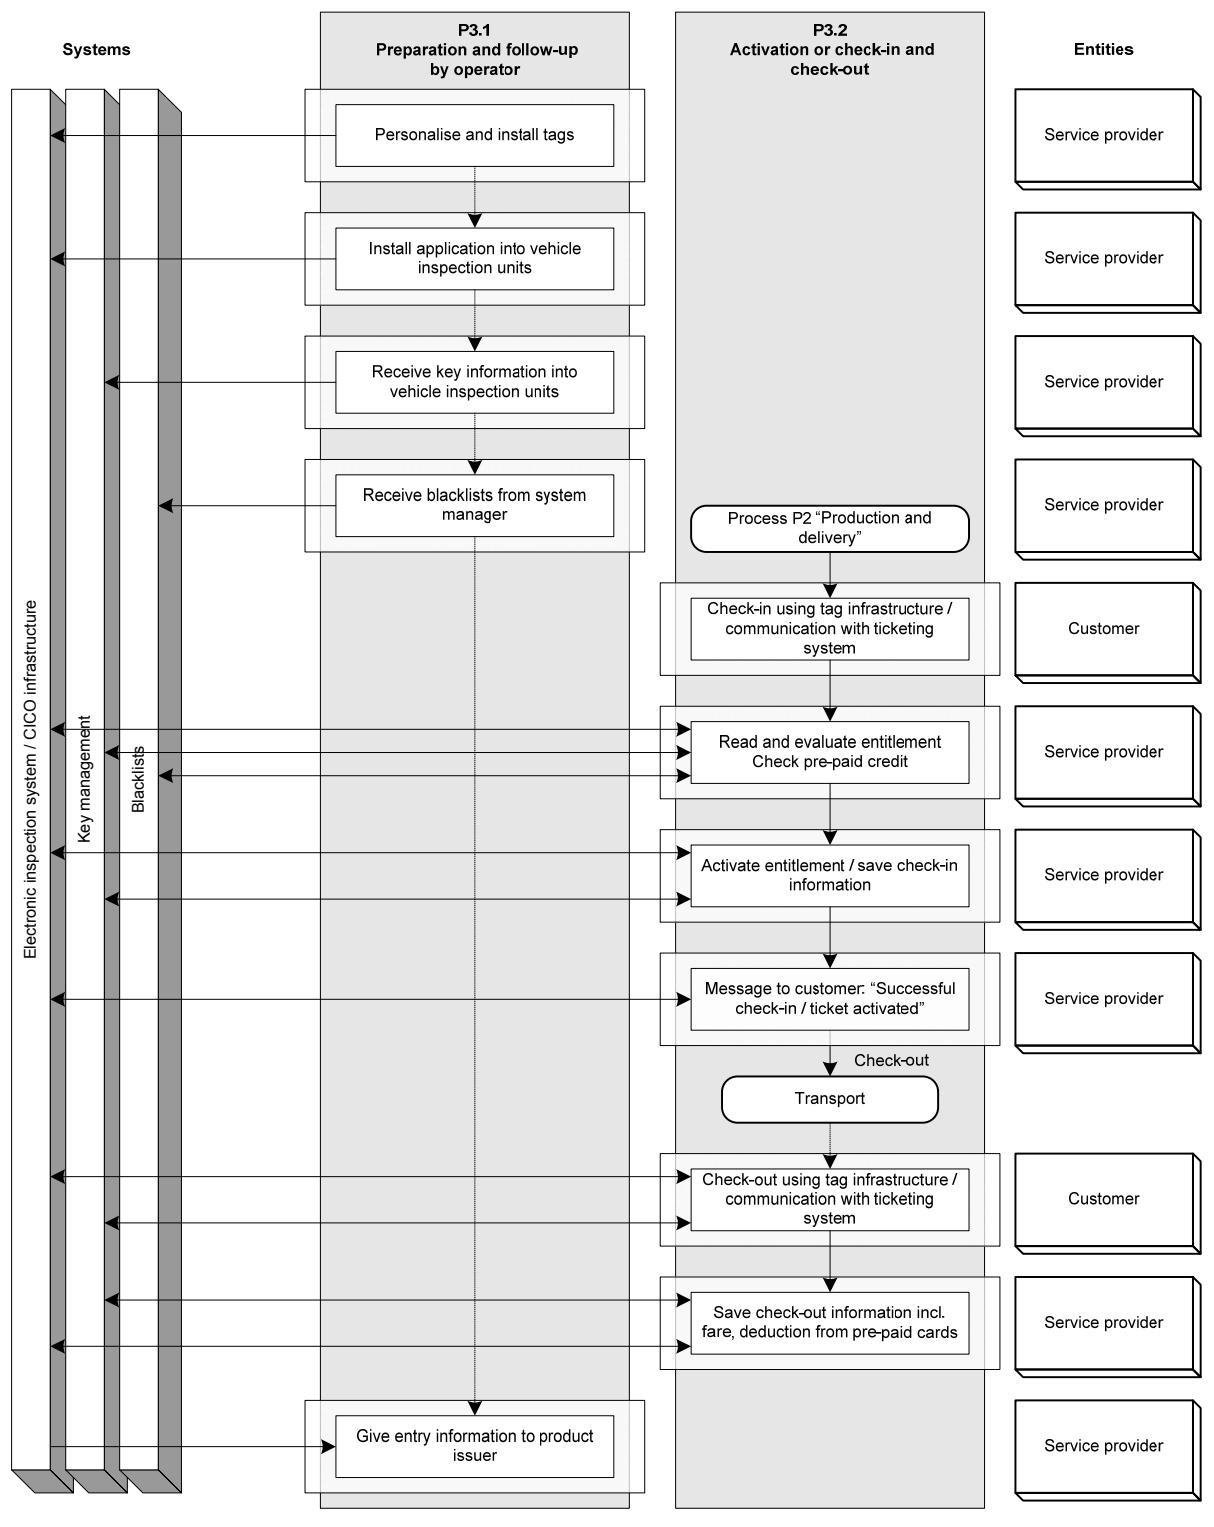 Systems
P3.1
Preparation and follow-up
by operator
P3.2
Activation or check-in and
check-out
Entities
Personalise and install tags
Service provider
Install application into vehicle
inspection units
Service provider
Receive key information into
vehicle inspection units
Service provider
Receive blacklists from system
manager
Service provider
Process P2 “Production and
delivery”
Check-in using tag infrastructure /
communication with ticketing
system
Customer
Electronic inspection system / CICO infrastructure
Key management
Blacklists
Read and evaluate entitlement
Check pre-paid credit
Service provider
Activate entitlement / save check-in
information
Service provider
Message to customer: “Successful
check-in / ticket activated”
Service provider
Check-out
Transport
Check-out using tag infrastructure /
communication with ticketing
system
Customer
Save check-out information incl.
fare, deduction from pre-paid cards
Service provider
Give entry information to product
issuer
Service provider